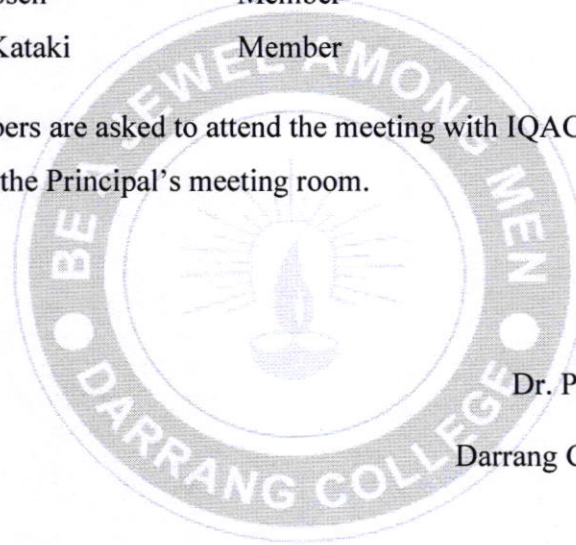 Member
Kataki Member
are asked to attend the meeting with IQAC
the Principal's meeting room.
BE A JEWEL AMONG MEN
DARRANG COLLEGE
Dr. P
Darrang C